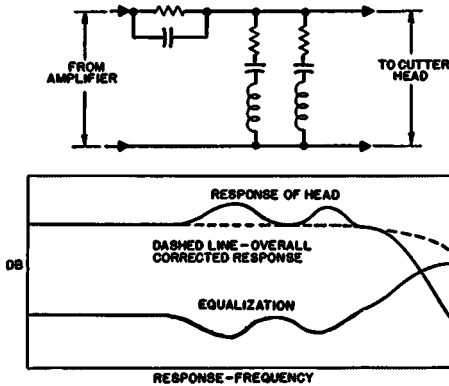 FROM
AMPLIFIER
TO CUTTER
HEAD
RESPONSE OF HEAD
DASHED LINE-OVERALL
CORRECTED RESPONSE
DB
EQUALIZATION
RESPONSE-FREQUENCY